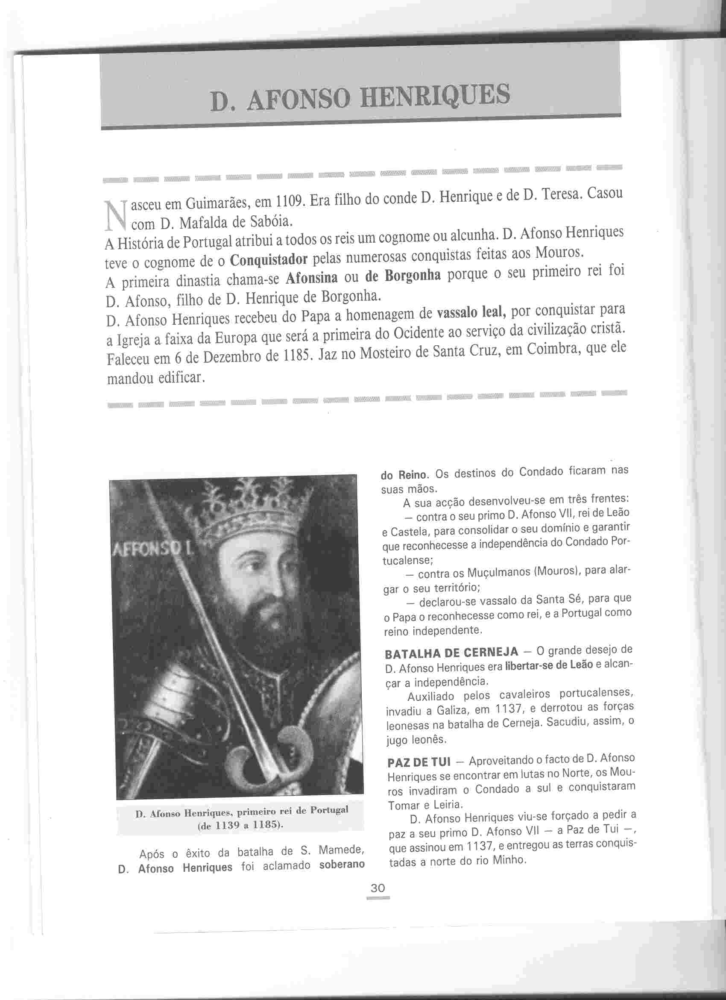 D. AFONSO HENRIQUES
Nasceu em Guimarães, em 1109. Era filho do conde D. Henrique e de D. Teresa. Casou
com D. Mafalda de Sabóia.
A História de Portugal atribui a todos os reis um cognome ou alcunha. D. Afonso Henriques
teve o cognome de o Conquistador pelas numerosas conquistas feitas aos Mouros.
A primeira dinastia chama-se Afonsina ou de Borgonha porque o seu primeiro rei foi
D. Afonso, filho de D. Henrique de Borgonha.
D. Afonso Henriques recebeu do Papa a homenagem de vassalo leal, por conquistar para
a Igreja a faixa da Europa que será a primeira do Ocidente ao serviço da civilização cristã.
Faleceu em 6 de Dezembro de 1185. Jaz no Mosteiro de Santa Cruz, em Coimbra, que ele
mandou edificar.
AFFONSO I.
D. Afonso Henriques, primeiro rei de Portugal
(de 1139 a 1185).
Após o êxito da batalha de S. Mamede,
D. Afonso Henriques foi aclamado soberano
do Reino. Os destinos do Condado ficaram nas
suas mãos.
A sua acção desenvolveu-se em três frentes:
— contra o seu primo D. Afonso VII, rei de Leão
e Castela, para consolidar o seu domínio e garantir
que reconhecesse a independência do Condado Por-
tucalense;
— contra os Muçulmanos (Mouros), para alar-
gar o seu território;
— declarou-se vassalo da Santa Sé, para que
o Papa o reconhecesse como rei, e a Portugal como
reino independente.
BATALHA DE CERNEJA — O grande desejo de
D. Afonso Henriques era libertar-se de Leão e alcan-
çar a independência.
Auxiliado pelos cavaleiros portucalenses,
invadiu a Galiza, em 1137, e derrotou as forças
leonesas na batalha de Cerneja. Sacudiu, assim, o
jugo leonês.
PAZ DE TUI — Aproveitando o facto de D. Afonso
Henriques se encontrar em lutas no Norte, os Mou-
ros invadiram o Condado a sul e conquistaram
Tomar e Leiria.
D. Afonso Henriques viu-se forçado a pedir a
paz a seu primo D. Afonso VII — a Paz de Tui —,
que assinou em 1137, e entregou as terras conquis-
tadas a norte do rio Minho.
30